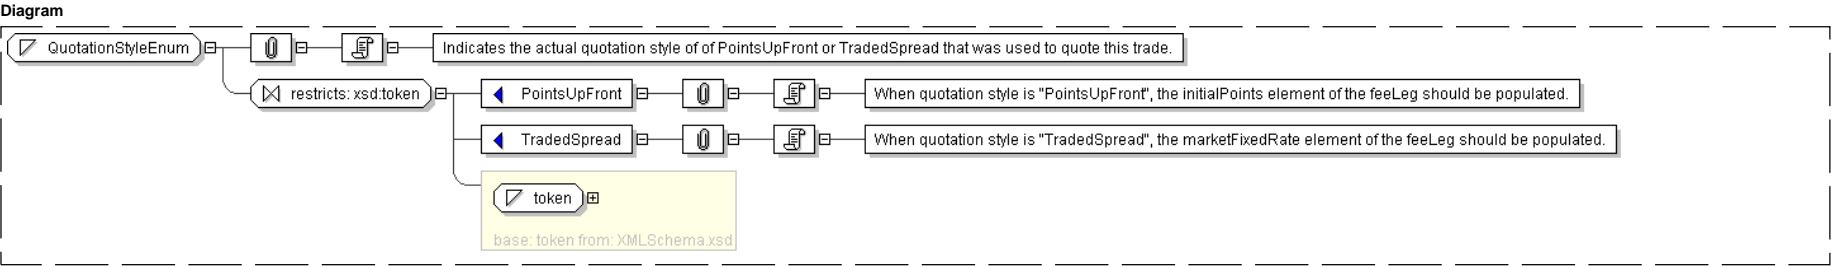 Diagram
QuotationStyleEnum
Indicates the actual quotation style of of PointsUpFront or TradedSpread that was used to quote this trade.
restricts: xsd:token
PointsUpFront
When quotation style is "PointsUpFront", the initialPoints element of the feeLeg should be populated.
TradedSpread
When quotation style is "TradedSpread", the marketFixedRate element of the feeLeg should be populated.
token
base: token from: XMLSchema.xsd